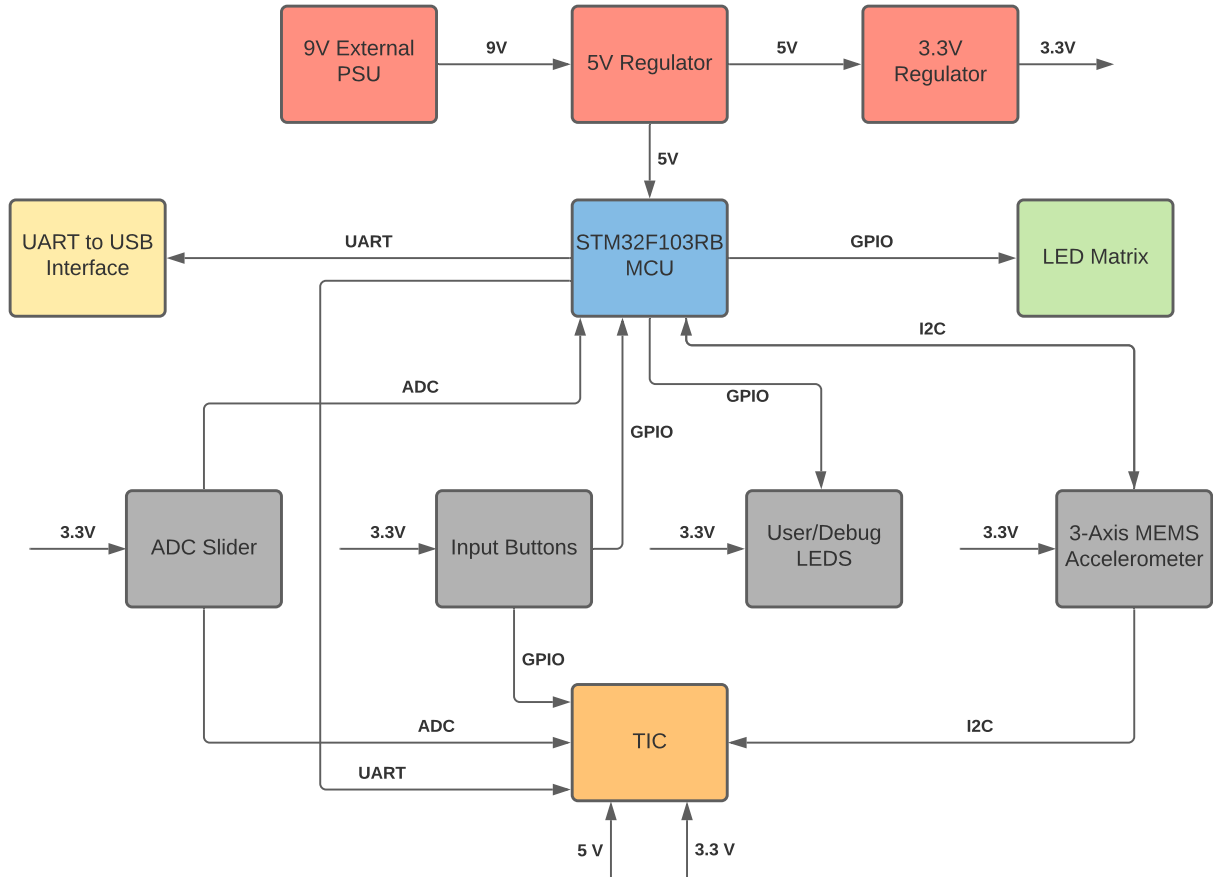 9V External
PSU
9V
5V Regulator
5V
3.3V
Regulator
3.3V
5V
UART to USB
Interface
UART
STM32F103RB
MCU
GPIO
LED Matrix
I2C
ADC
GPIO
GPIO
3.3V
ADC Slider
3.3V
Input Buttons
3.3V
User/Debug
LEDS
3.3V
3-Axis MEMS
Accelerometer
GPIO
ADC
TIC
I2C
UART
5 V
3.3 V